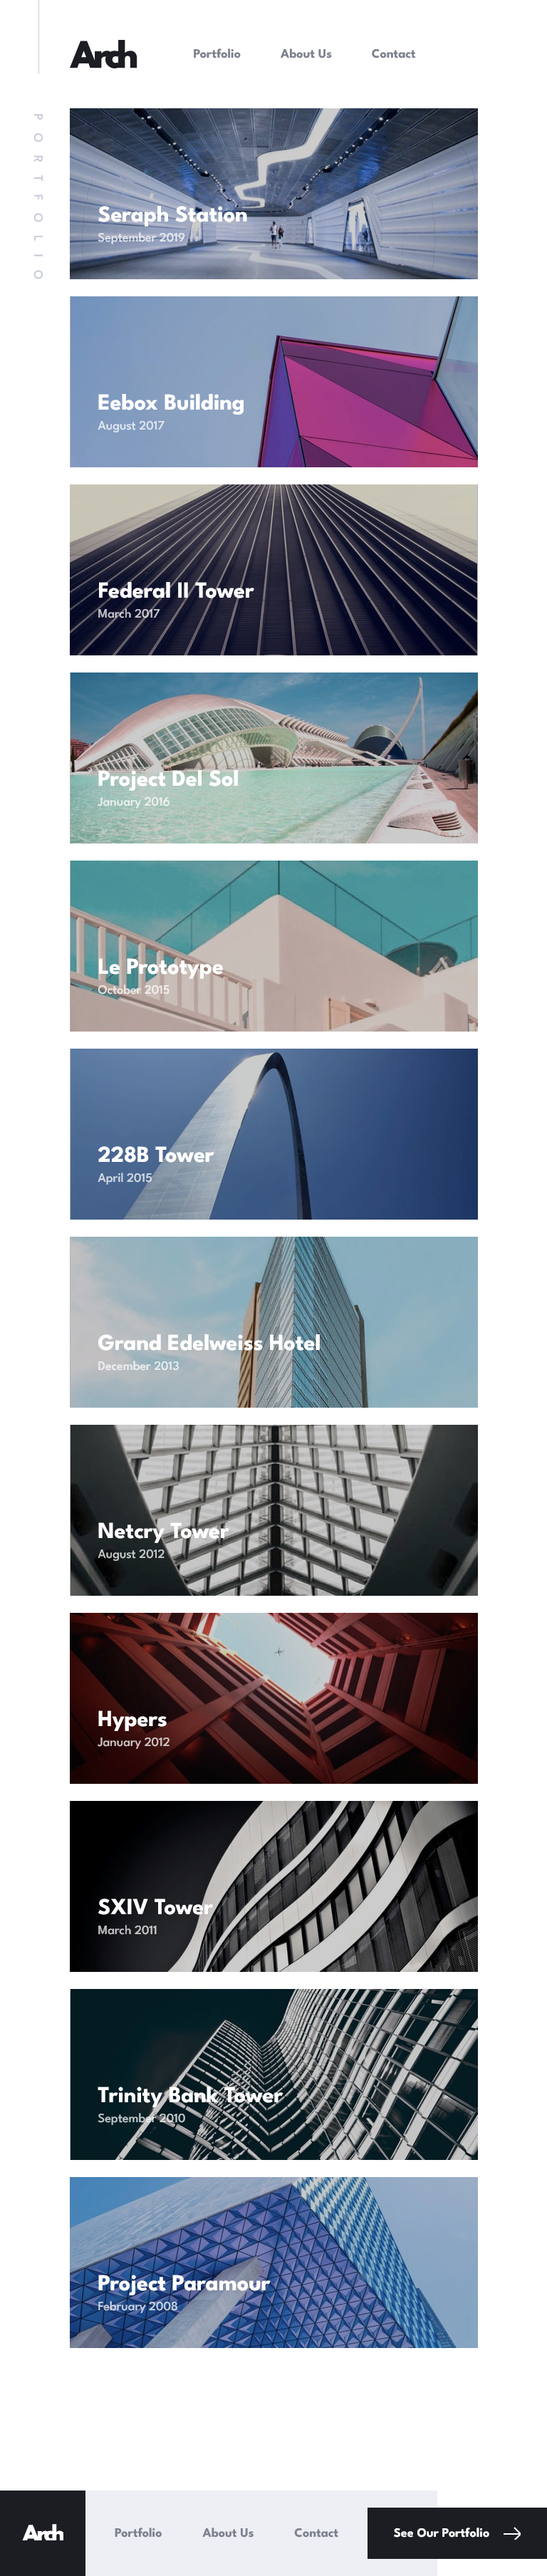 Arch
Portfolio About Us Contact
PORTFOLIO
Seraph Station
September 2019
Eebox Building
August 2017
Federal II Tower
March 2017
Project Del Sol
January 2016
Le Prototype
October 2015
228B Tower
April 2015
Grand Edelweiss Hotel
December 2013
Netcry Tower
August 2012
Hypers
January 2012
SXIV Tower
March 2011
Trinity Bank Tower
September 2010
Project Paramour
February 2008
Arch
Portfolio About Us Contact
See Our Portfolio